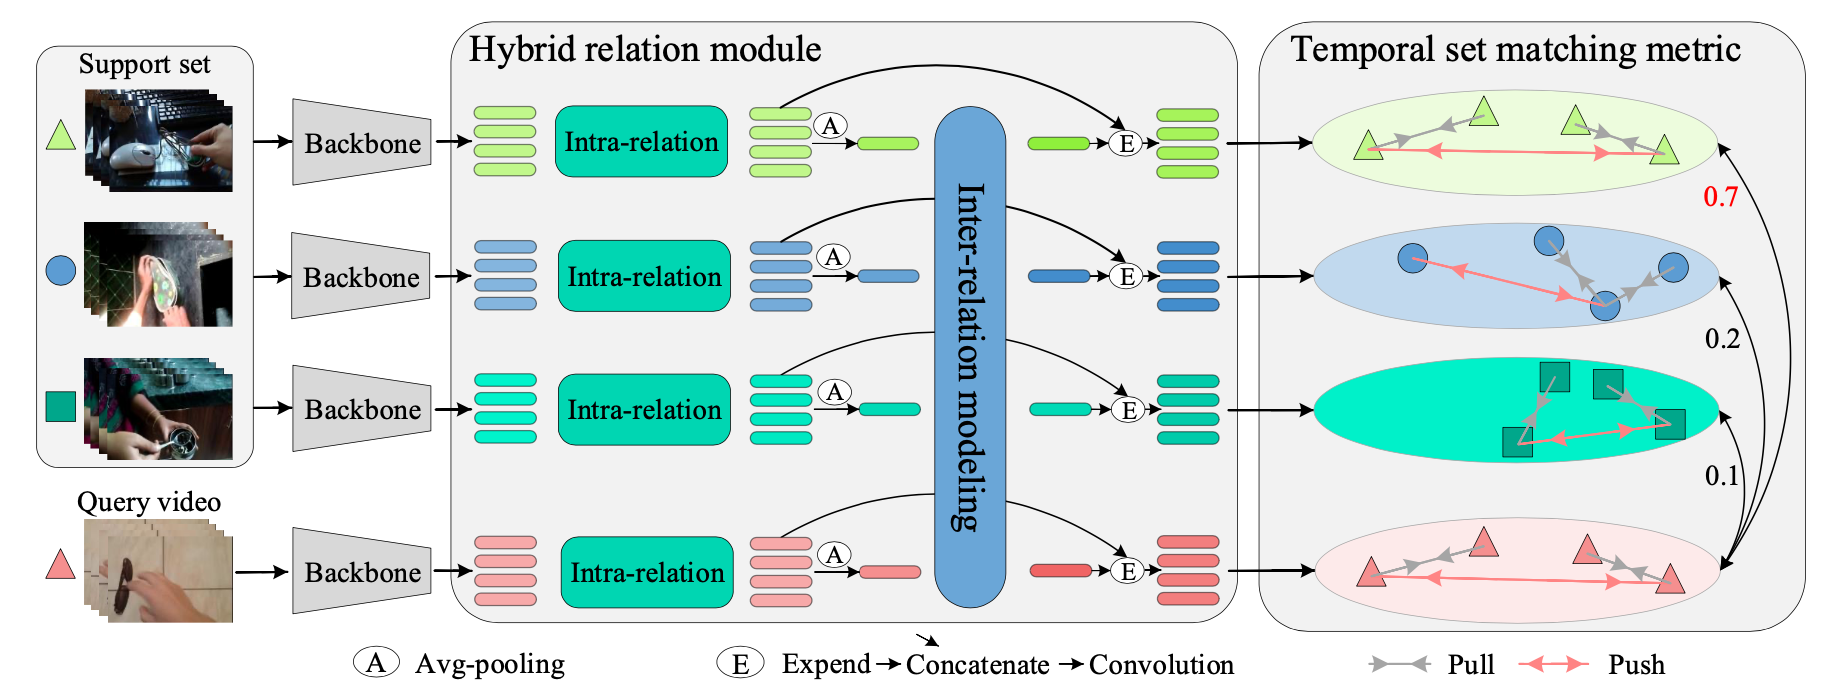 Hybrid relation module
Temporal set matching metric
Support set
Backbone
Intra-relation
A
E
0.7
Backbone
Intra-relation
A
E
Inter-relation modeling
0.2
Backbone
Intra-relation
A
E
0.1
Query video
Backbone
Intra-relation
A
E
A Avg-pooling
E Expend → Concatenate → Convolution
Pull
Push